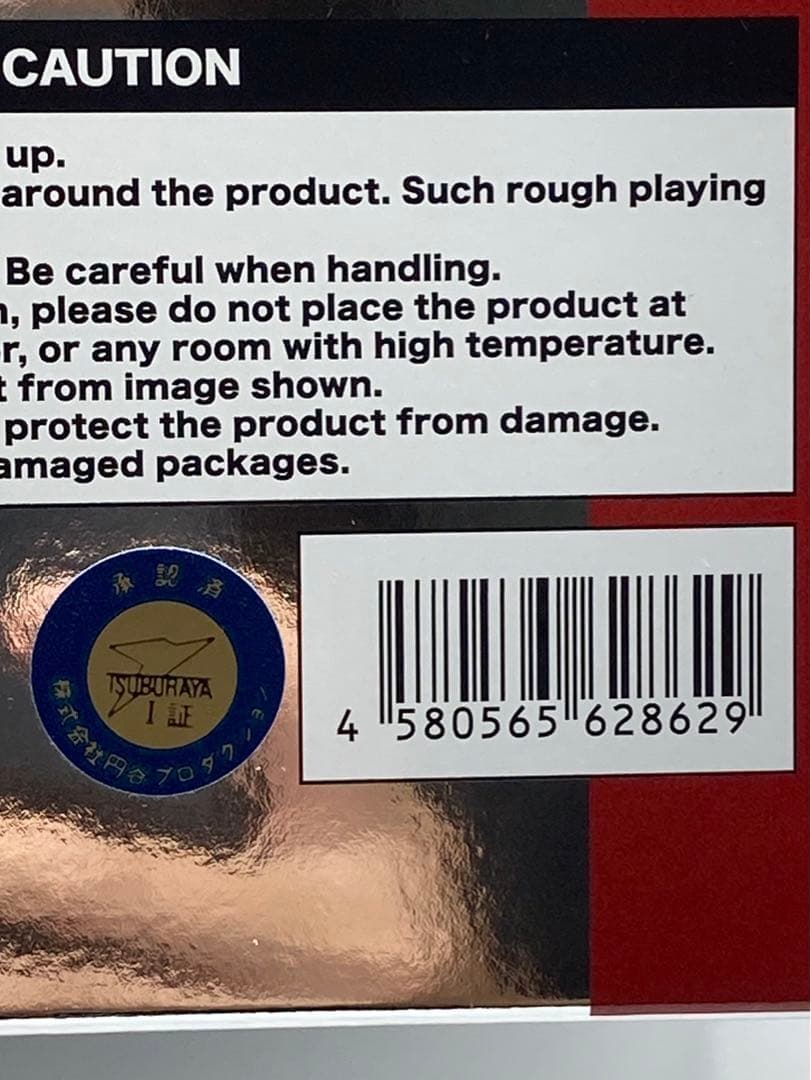 CAUTION
up.
around the product. Such rough playing
Be careful when handling.
, please do not place the product at
r, or any room with high temperature.
t from image shown.
protect the product from damage.
amaged packages.
承認済
TSUBURAYA
I 証
株式会社円谷プロダクション
4 580565 628629